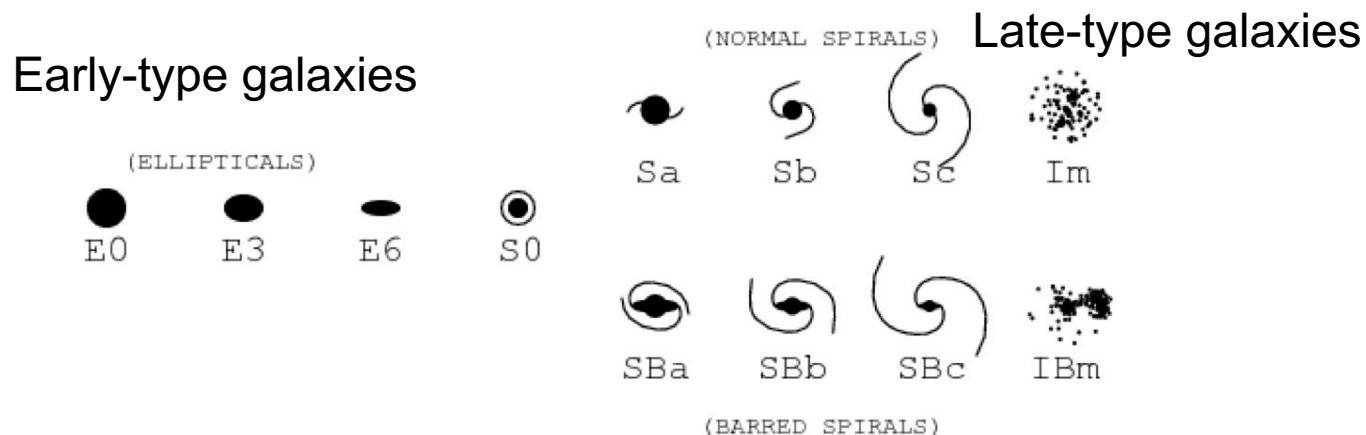 Early-type galaxies
(ELLIPTICALS)
E0 E3 E6 S0
(NORMAL SPIRALS) Late-type galaxies
Sa Sb Sc Im
SBa SBb SBc IBm
(BARRED SPIRALS)